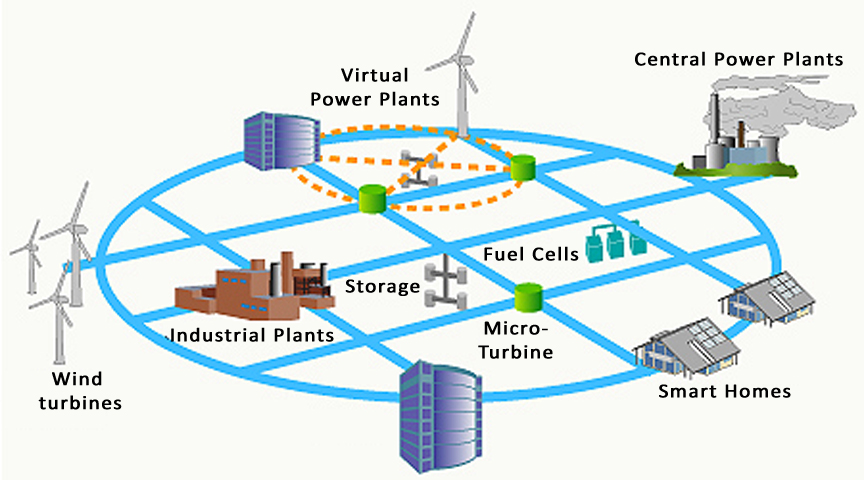 Virtual
Power Plants
Central Power Plants
Fuel Cells
Storage
Industrial Plants
Micro-
Turbine
Wind
turbines
Smart Homes